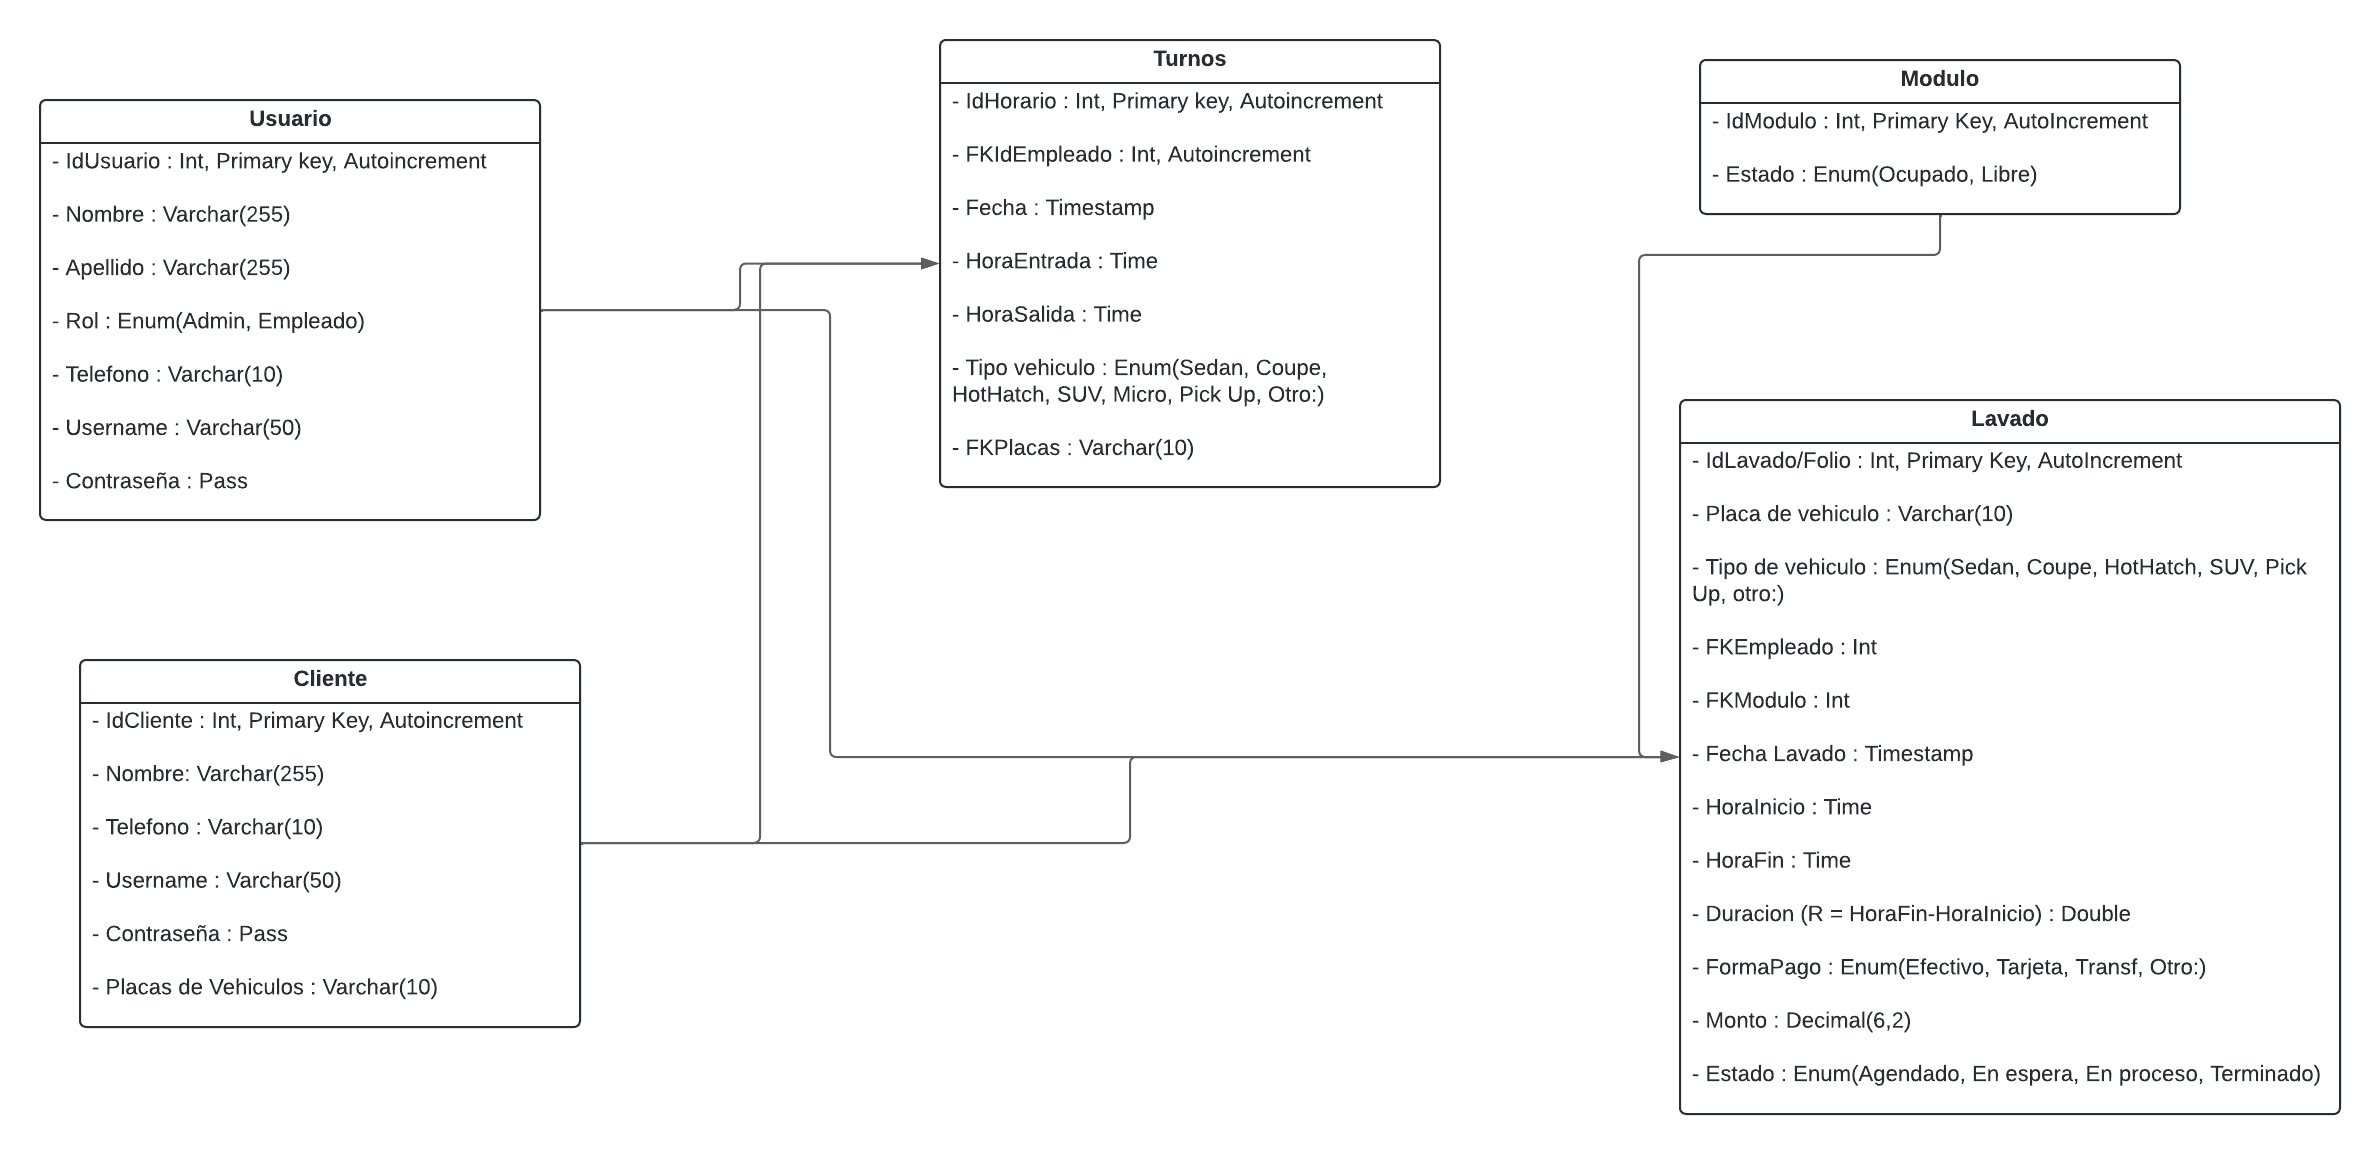 Usuario
- IdUsuario : Int, Primary key, Autoincrement
- Nombre : Varchar(255)
- Apellido : Varchar(255)
- Rol : Enum(Admin, Empleado)
- Telefono : Varchar(10)
- Username : Varchar(50)
- Contraseña : Pass
Turnos
- IdHorario : Int, Primary key, Autoincrement
- FKIdEmpleado : Int, Autoincrement
- Fecha : Timestamp
- HoraEntrada : Time
- HoraSalida : Time
- Tipo vehiculo : Enum(Sedan, Coupe,
HotHatch, SUV, Micro, Pick Up, Otro:)
- FKPlacas : Varchar(10)
Modulo
- IdModulo : Int, Primary Key, AutoIncrement
- Estado : Enum(Ocupado, Libre)
Cliente
- IdCliente : Int, Primary Key, Autoincrement
- Nombre: Varchar(255)
- Telefono : Varchar(10)
- Username : Varchar(50)
- Contraseña : Pass
- Placas de Vehiculos : Varchar(10)
Lavado
- IdLavado/Folio : Int, Primary Key, AutoIncrement
- Placa de vehiculo : Varchar(10)
- Tipo de vehiculo : Enum(Sedan, Coupe, HotHatch, SUV, Pick
Up, otro:)
- FKEmpleado : Int
- FKModulo : Int
- Fecha Lavado : Timestamp
- HoraInicio : Time
- HoraFin : Time
- Duracion (R = HoraFin-HoraInicio) : Double
- FormaPago : Enum(Efectivo, Tarjeta, Transf, Otro:)
- Monto : Decimal(6,2)
- Estado : Enum(Agendado, En espera, En proceso, Terminado)